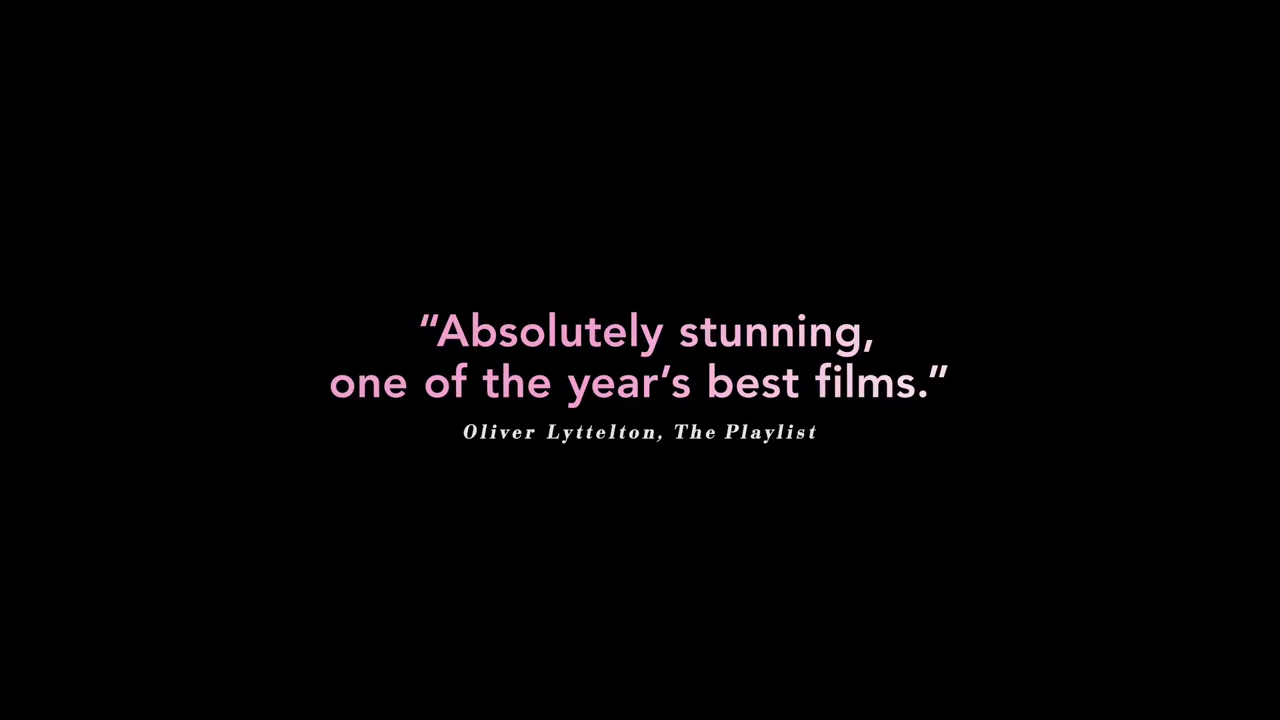 “Absolutely stunning,
one of the year’s best films.”
Oliver Lyttelton, The Playlist